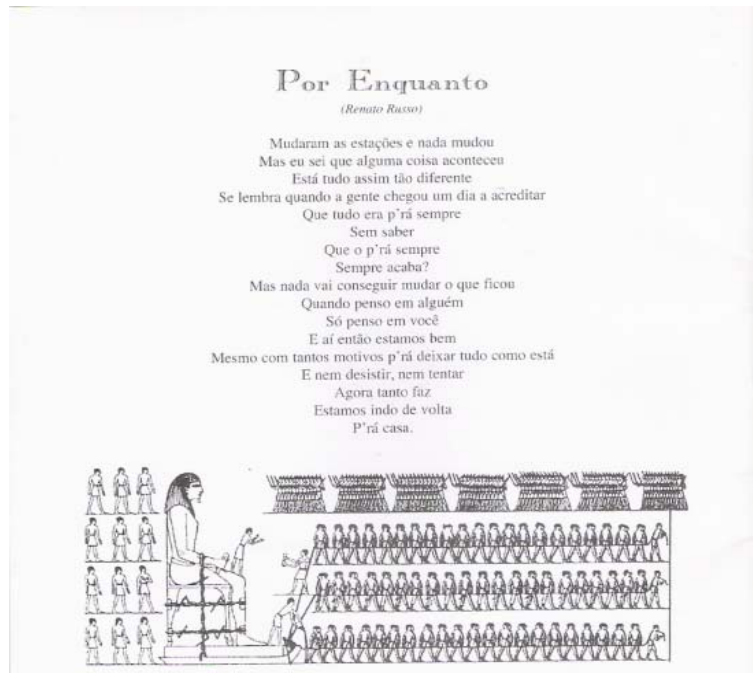 Por Enquanto
(Renato Russo)
Mudaram as estações e nada mudou
Mas eu sei que alguma coisa aconteceu
Está tudo assim tão diferente
Se lembra quando a gente chegou um dia a acreditar
Que tudo era p'rá sempre
Sem saber
Que o p'rá sempre
Sempre acaba?
Mas nada vai conseguir mudar o que ficou
Quando penso em alguém
Só penso em você
E aí então estamos bem
Mesmo com tantos motivos p'rá deixar tudo como está
E nem desistir, nem tentar
Agora tanto faz
Estamos indo de volta
P'rá casa.